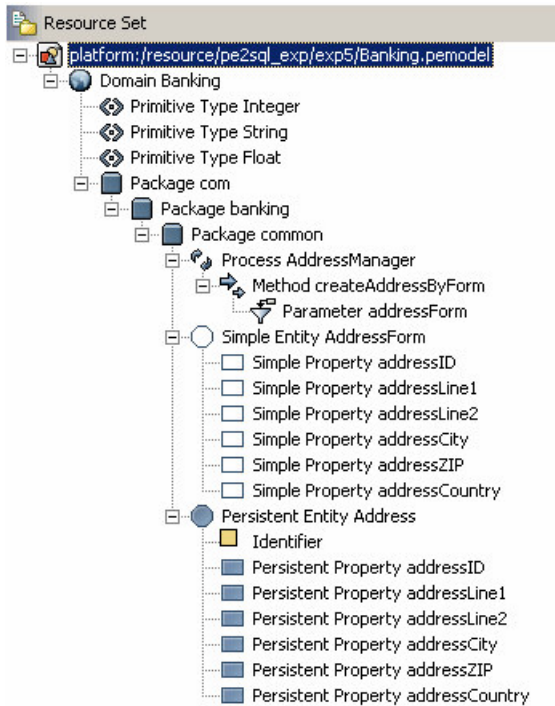 Resource Set
platform:/resource/pe2sql_exp/exp5/Banking.pemodel
Domain Banking
Primitive Type Integer
Primitive Type String
Primitive Type Float
Package com
Package banking
Package common
Process AddressManager
Method createAddressByForm
Parameter addressForm
Simple Entity AddressForm
Simple Property addressID
Simple Property addressLine1
Simple Property addressLine2
Simple Property addressCity
Simple Property addressZIP
Simple Property addressCountry
Persistent Entity Address
Identifier
Persistent Property addressID
Persistent Property addressLine1
Persistent Property addressLine2
Persistent Property addressCity
Persistent Property addressZIP
Persistent Property addressCountry